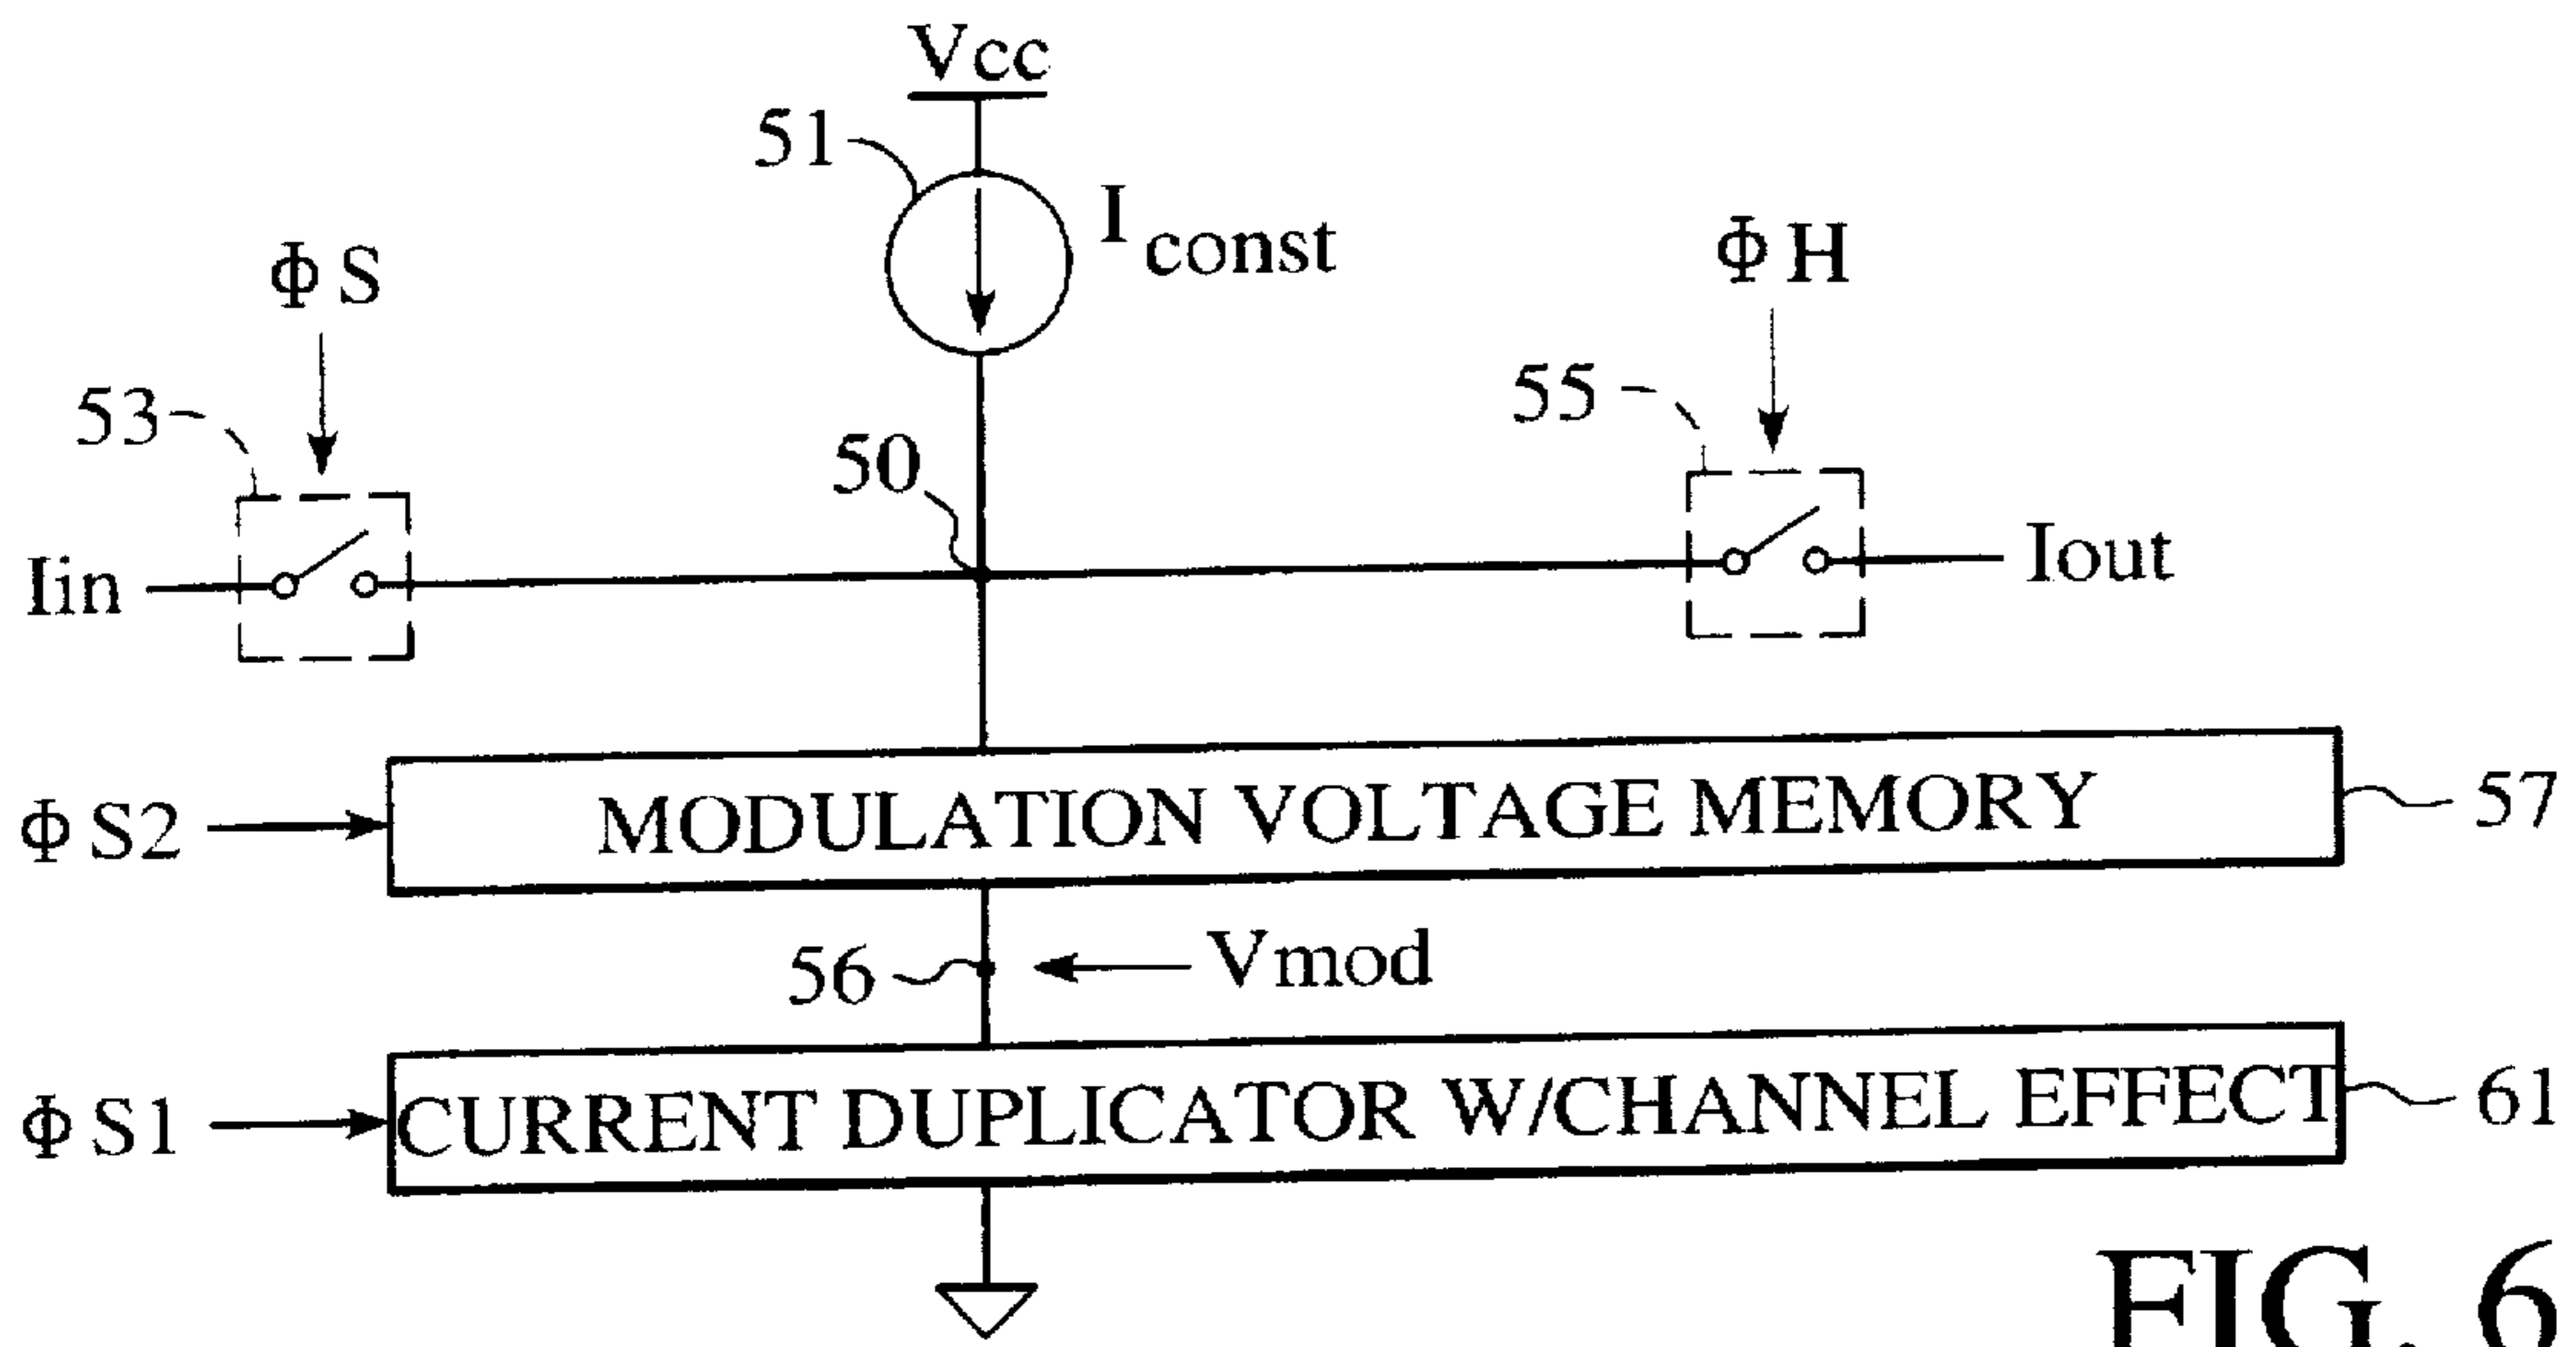 Vcc
51
I const
ΦS
ΦH
53
55
50
Iin
Iout
ΦS2
MODULATION VOLTAGE MEMORY
57
56
Vmod
ΦS1
CURRENT DUPLICATOR W/CHANNEL EFFECT
61
FIG. 6